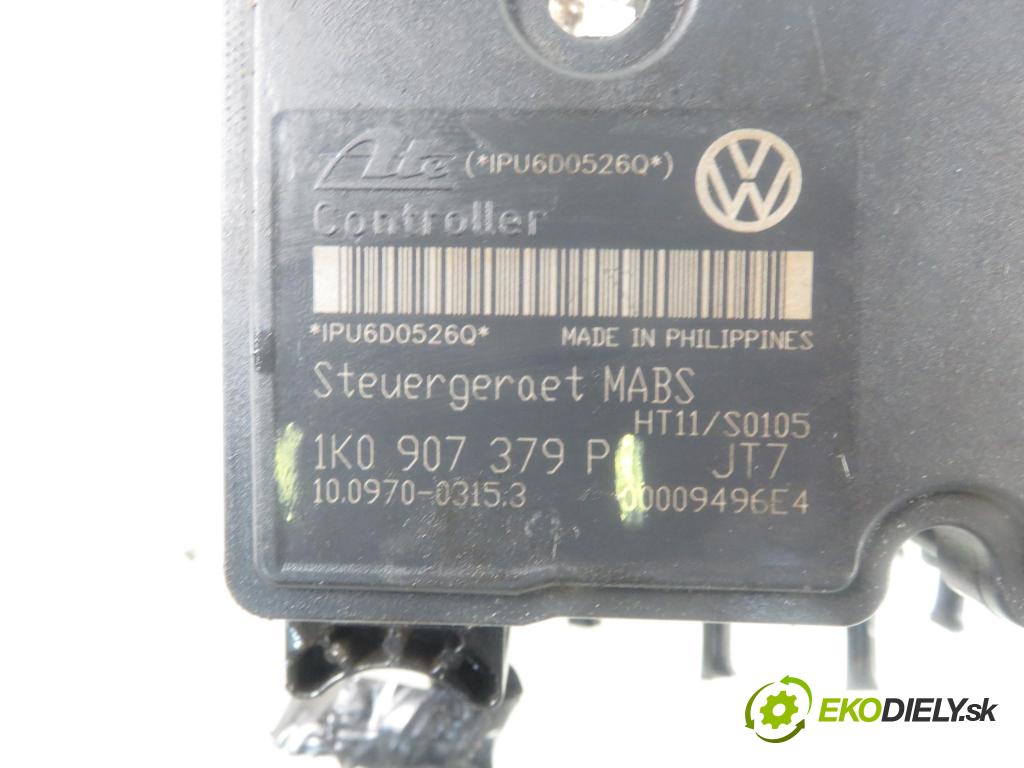 Ate (*IPU6D0526Q*)
Controller
*IPU6D0526Q* MADE IN PHILIPPINES
Steuergeraet MABS
HT11/S0105
1K0 907 379 P JT7
10.0970-0315.3 00009496E4
EKODIELY.sk